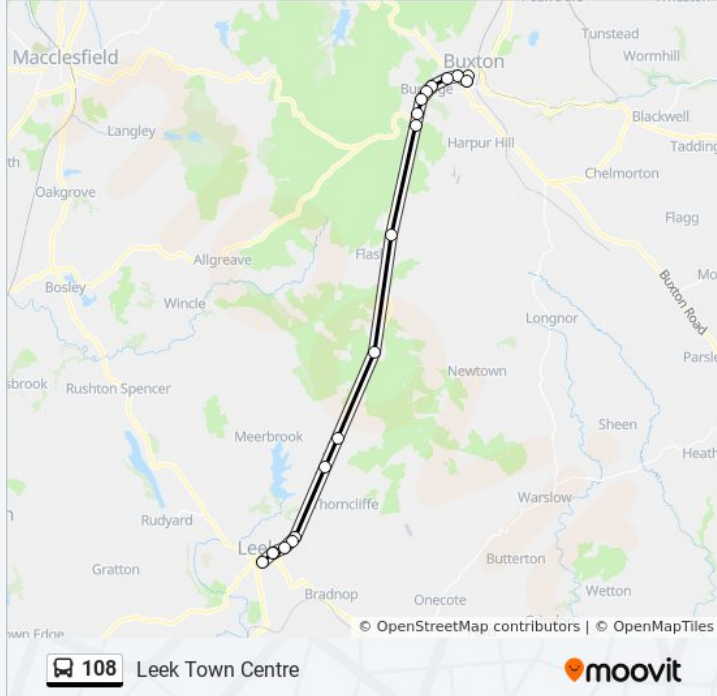 Macclesfield
Tunstead
Buxton
Wormhill
Burbage
Langley
Blackwell
Harpur Hill
Tadding
th
Chelmorton
Oakgrove
Flagg
Allgreave
Flash
Mo
Bosley
Wincle
Buxton Road
Longnor
Parsle
Newtown
sbrook
Rushton Spencer
Sheen
Meerbrook
Heath
Warslow
Thorncliffe
n
Rudyard
Butterton
Leek
Gratton
Wetton
Bradnop
Onecote
own Edge
© OpenStreetMap contributors | © OpenMapTiles
108 Leek Town Centre
moovit